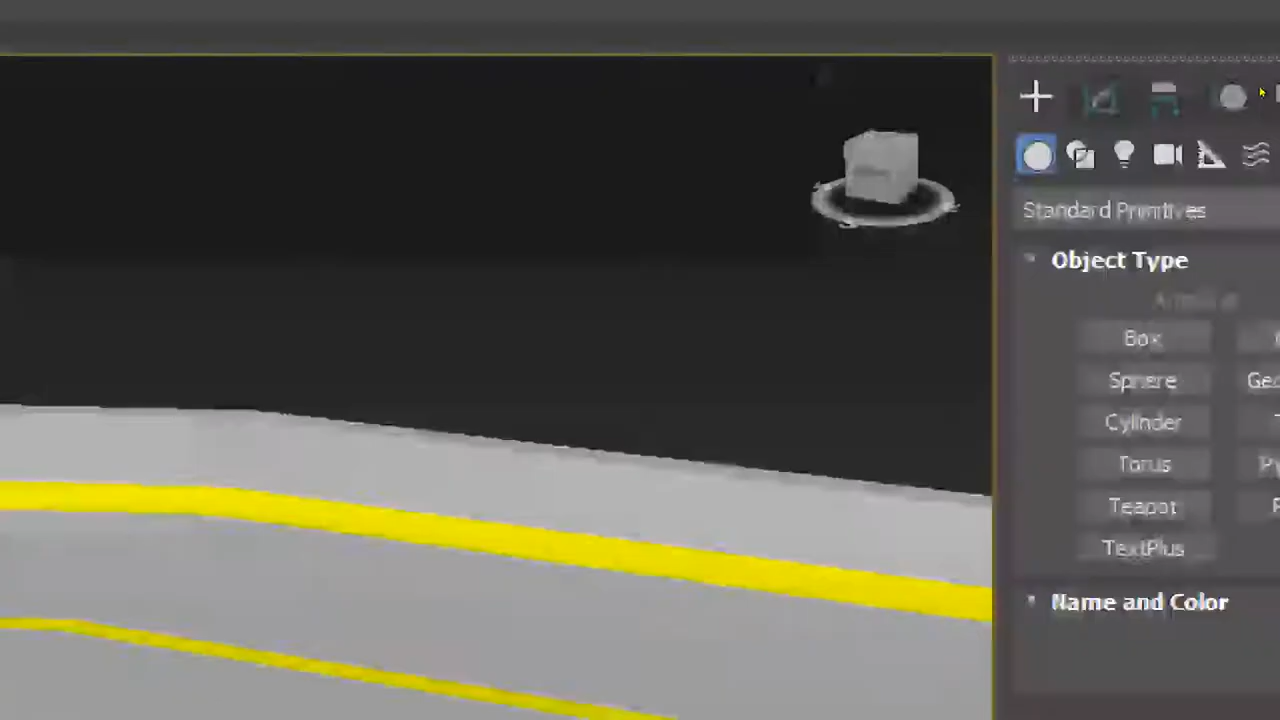 Standard Primitives
Object Type
Box
Sphere
Cylinder
Torus
Teapot
TextPlus
Name and Color